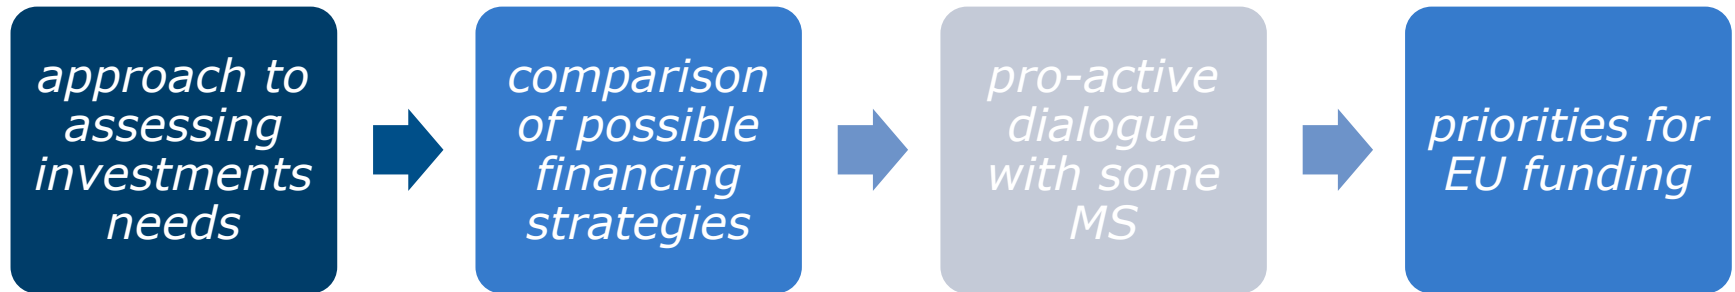 approach to
assessing
investments
needs
comparison
of possible
financing
strategies
pro-active
dialogue
with some
MS
priorities for
EU funding